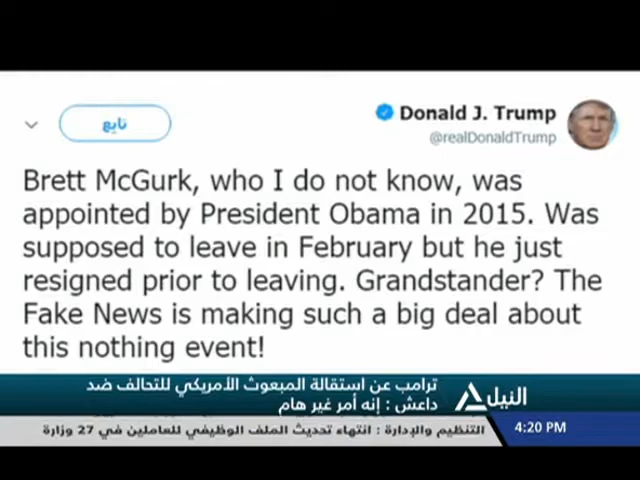 تابع
Donald J. Trump
@realDonaldTrump
Brett McGurk, who I do not know, was
appointed by President Obama in 2015. Was
supposed to leave in February but he just
resigned prior to leaving. Grandstander? The
Fake News is making such a big deal about
this nothing event!
ترامب عن استقالة المبعوث الأمريكي للتحالف ضد
داعش : إنه أمر غير هام
النيل
التنظيم والإدارة : انتهاء تحديث الملف الوظيفي للعاملين في 27 وزارة
4:20 PM